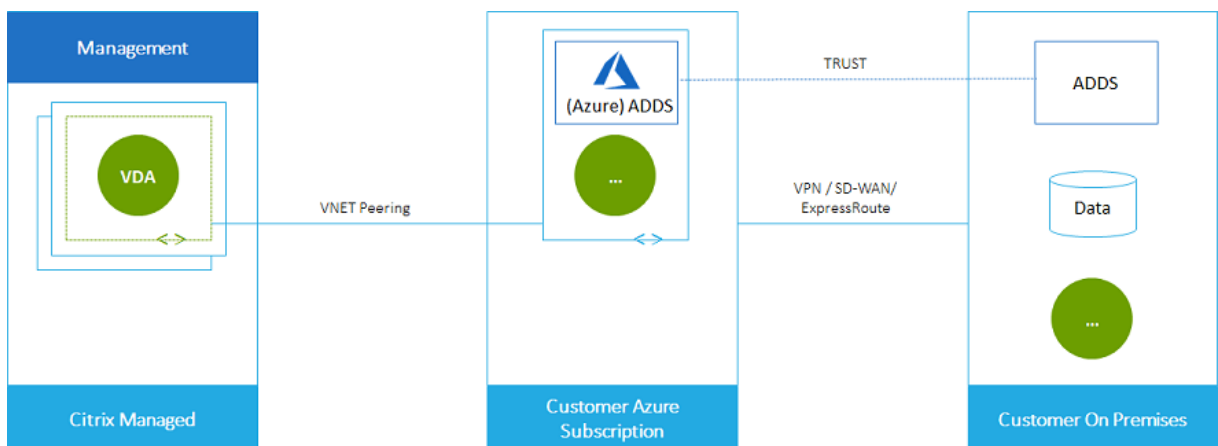 Management
VDA
Citrix Managed
VNET Peering
(Azure) ADDS
...
Customer Azure
Subscription
TRUST
VPN / SD-WAN/
ExpressRoute
ADDS
Data
...
Customer On Premises